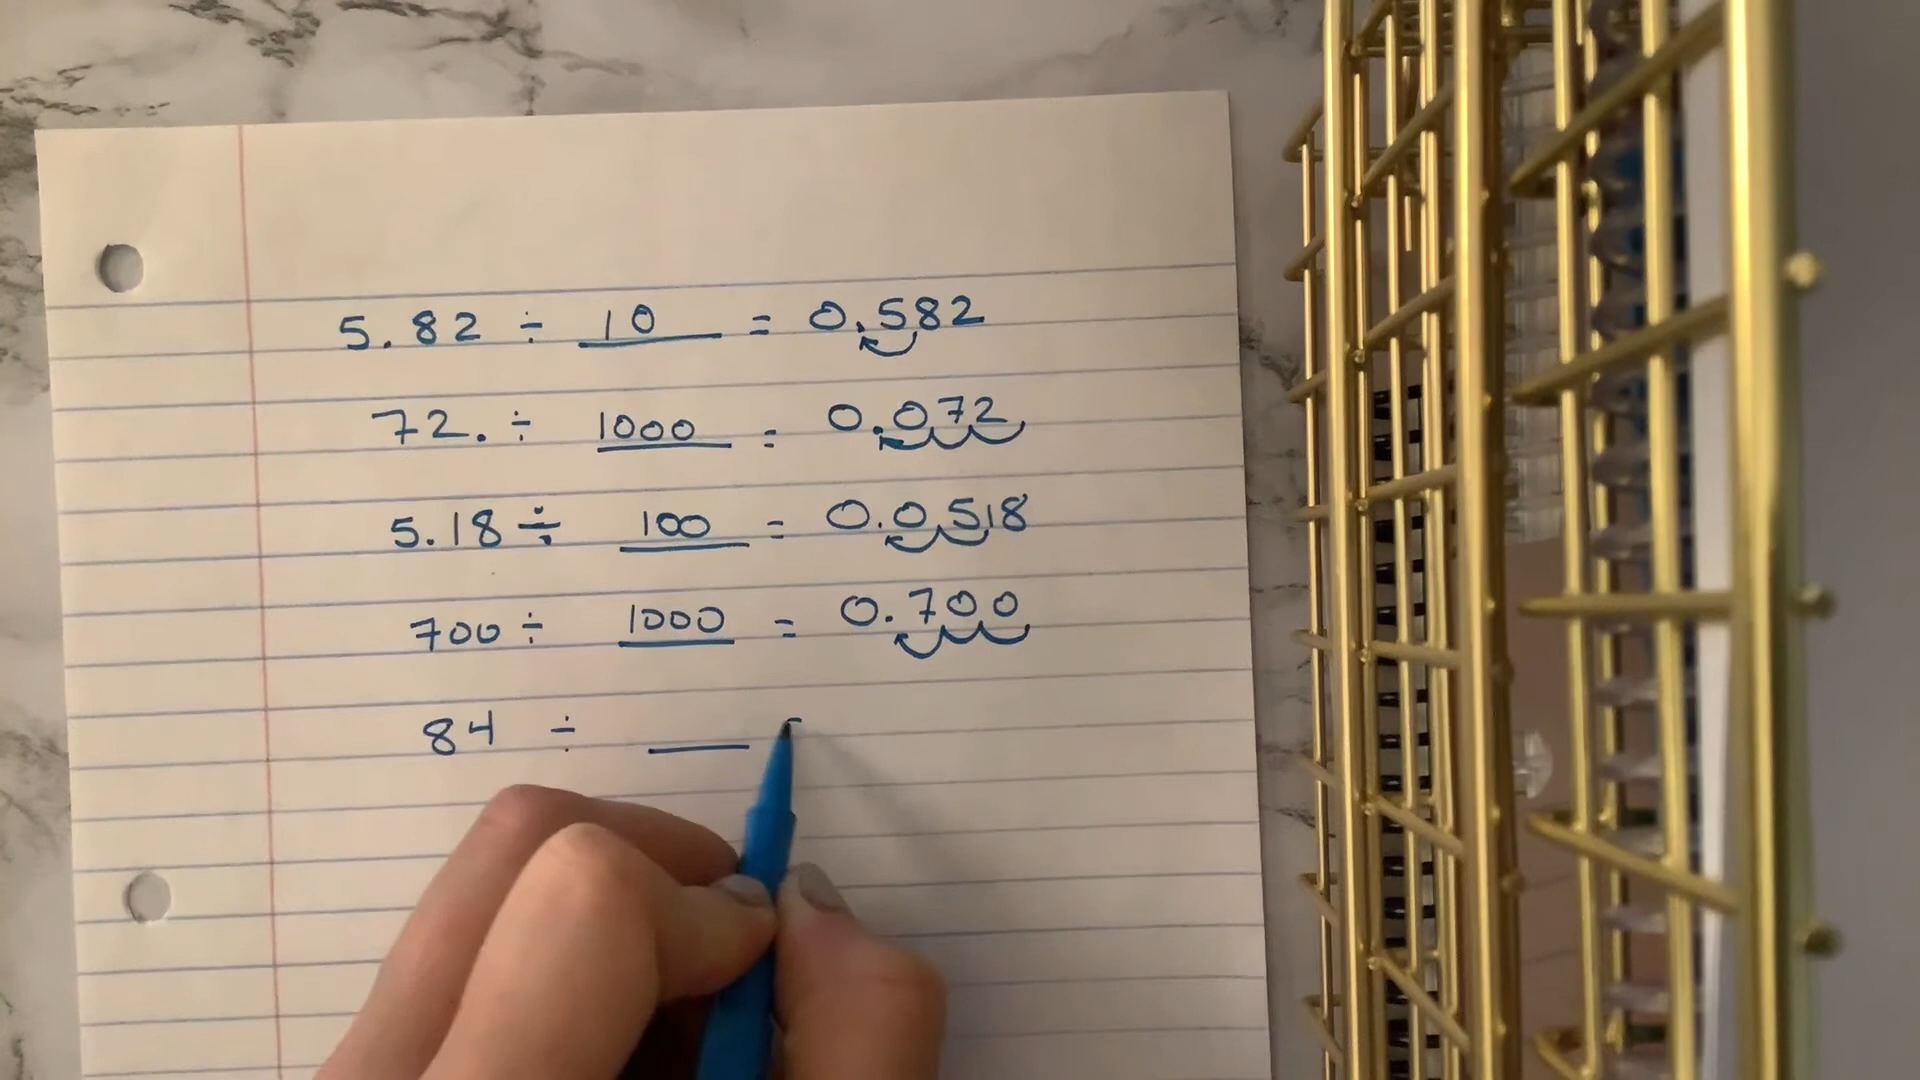 5.82 ÷ 10 = 0.582
72. ÷ 1000 = 0.072
5.18 ÷ 100 = 0.0518
700 ÷ 1000 = 0.700
84 ÷ ___ -